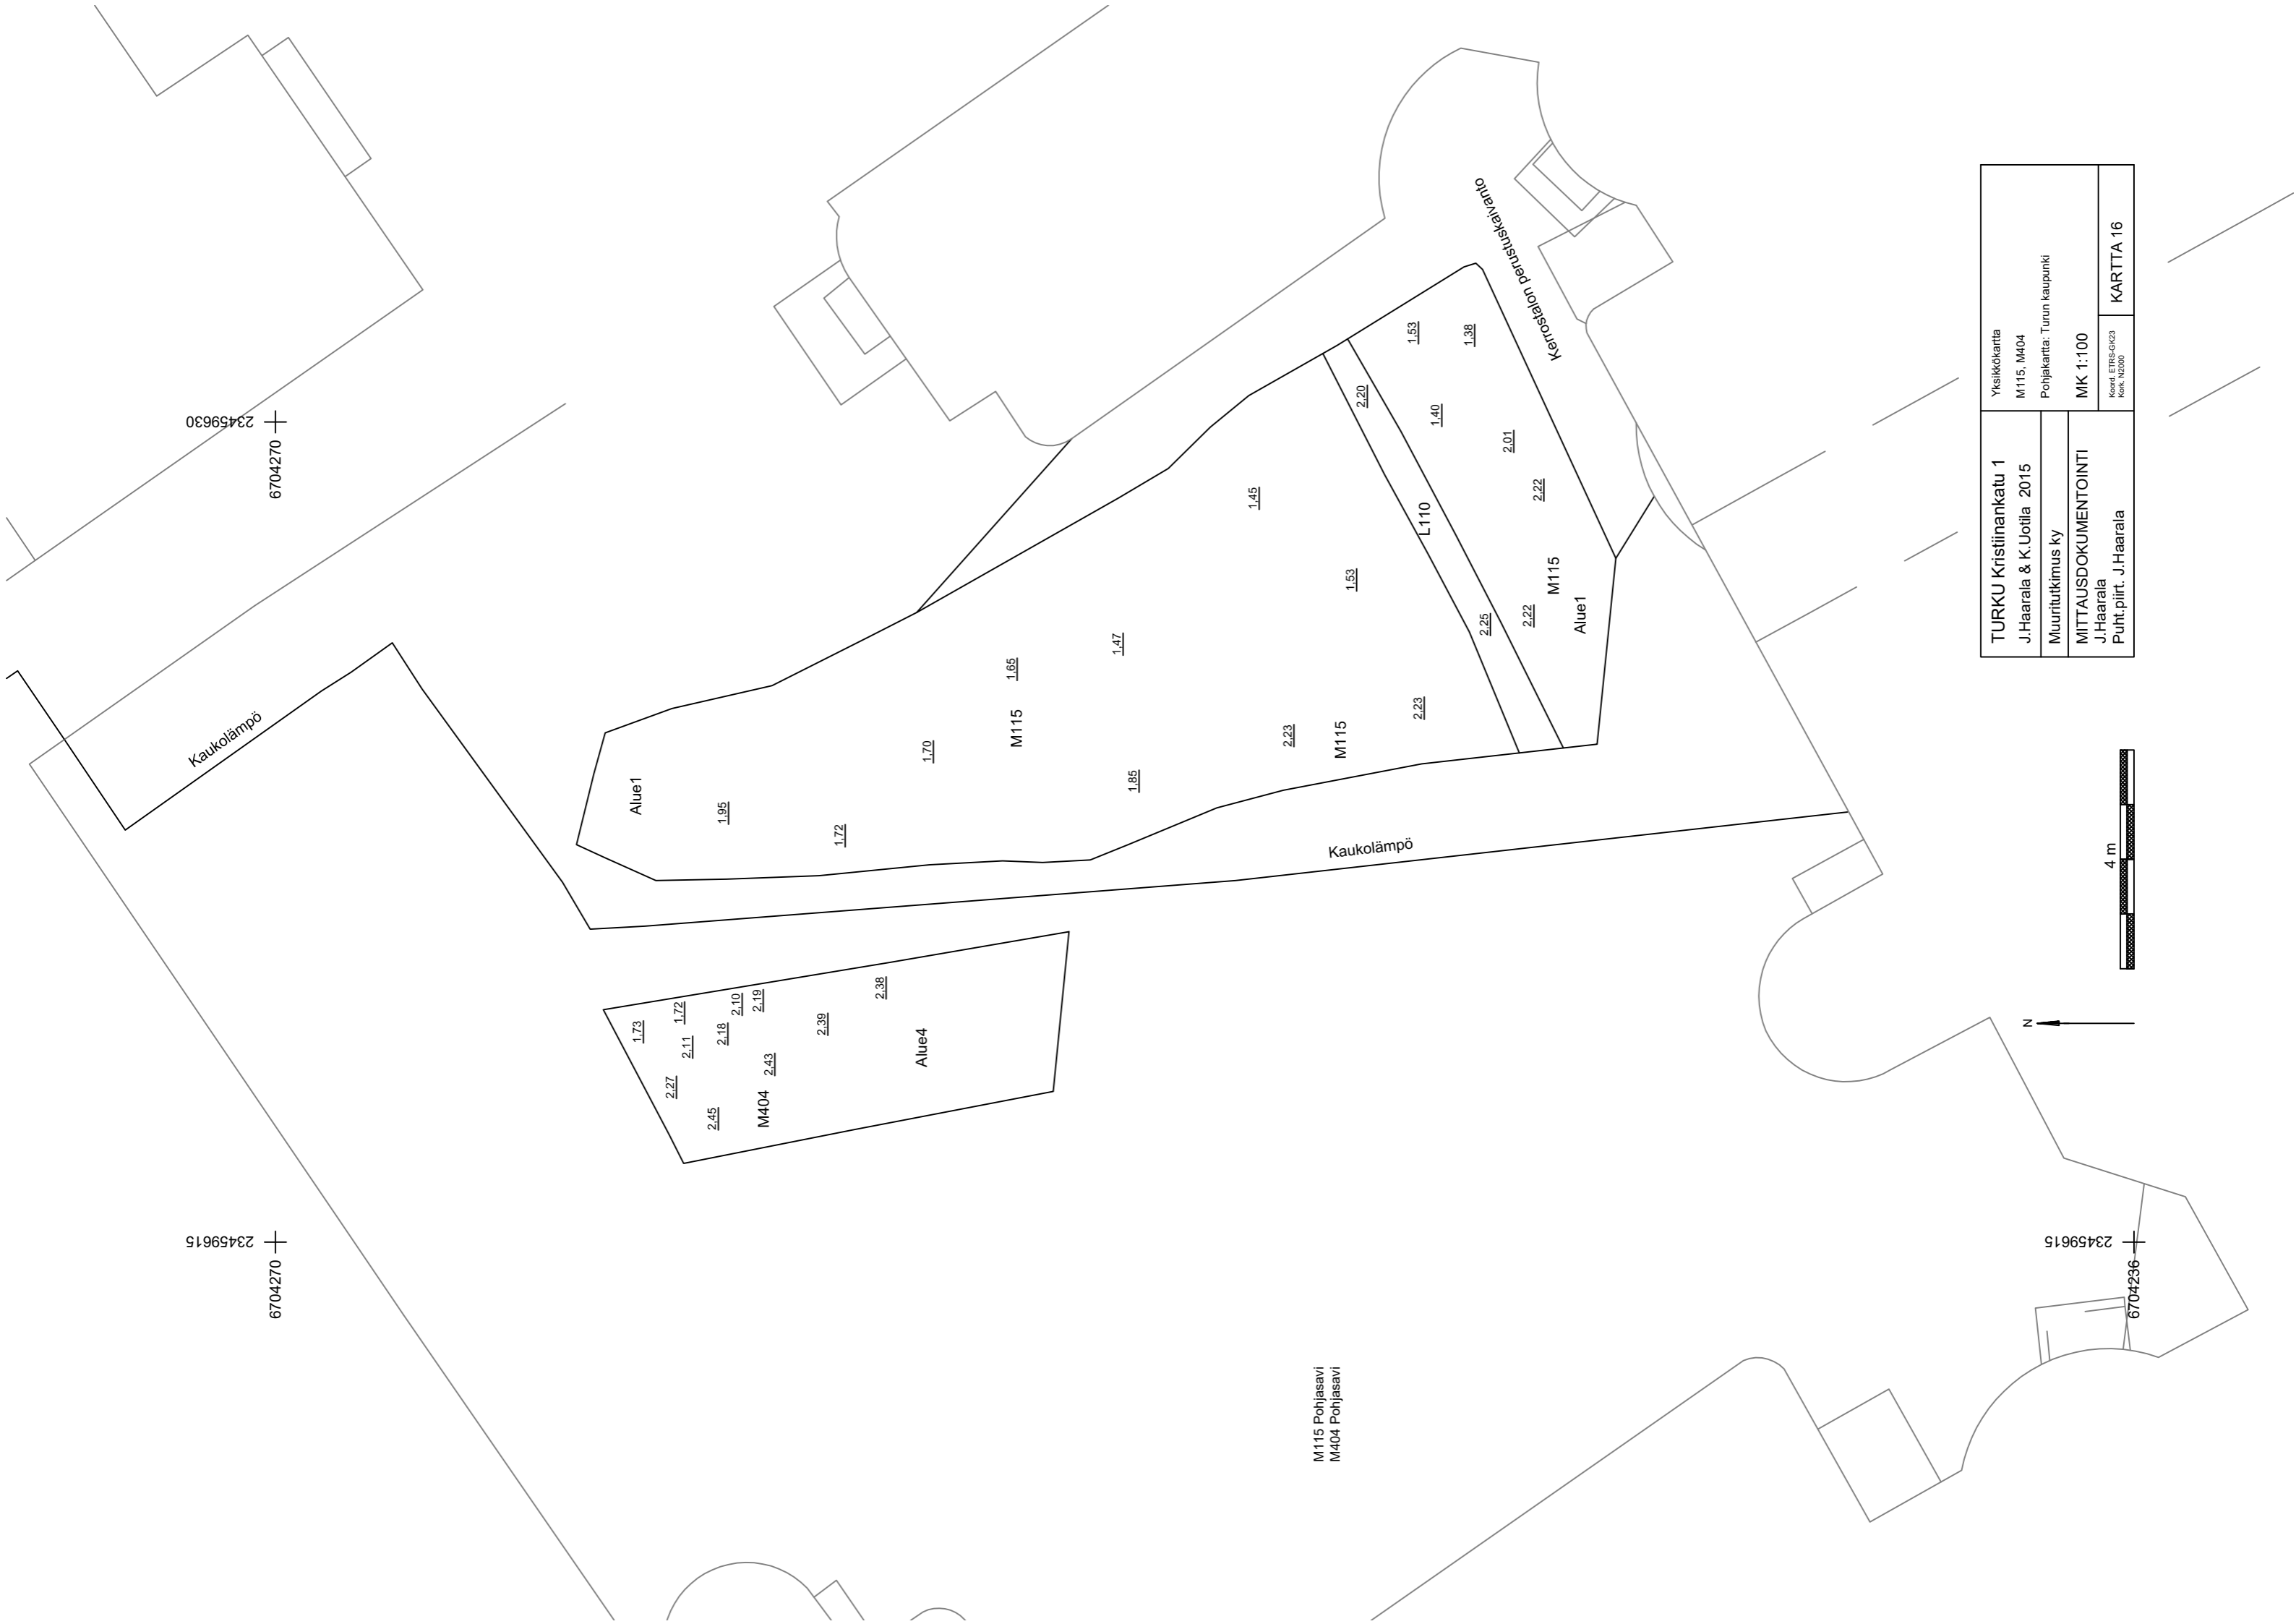 23459630
6704270
Kaukolämpö
Kaukolämpö
Kerrostalon perustuskaivanto
Alue1
1,95
1,72
1,70
M115
1,65
1,47
1,85
1,45
1,53
2,23
M115
2,23
L110
2,20
2,25
1,53
1,38
1,40
2,01
2,22
2,22
M115
Alue1
1,73
1,72
2,11
2,27
2,10
2,19
2,18
2,45
2,43
M404
2,39
2,38
Alue4
23459615
6704270
23459615
6704236
M115 Pohjasavi
M404 Pohjasavi
N
4 m
TURKU Kristiinankatu 1
J.Haarala & K.Uotila 2015
Muuritutkimus ky
MITTAUSDOKUMENTOINTI
J.Haarala
Puht.piirt. J.Haarala
Yksikkökartta
M115, M404
Pohjakartta: Turun kaupunki
MK 1:100
Koord. ETRS-GK23
Kork. N2000
KARTTA 16